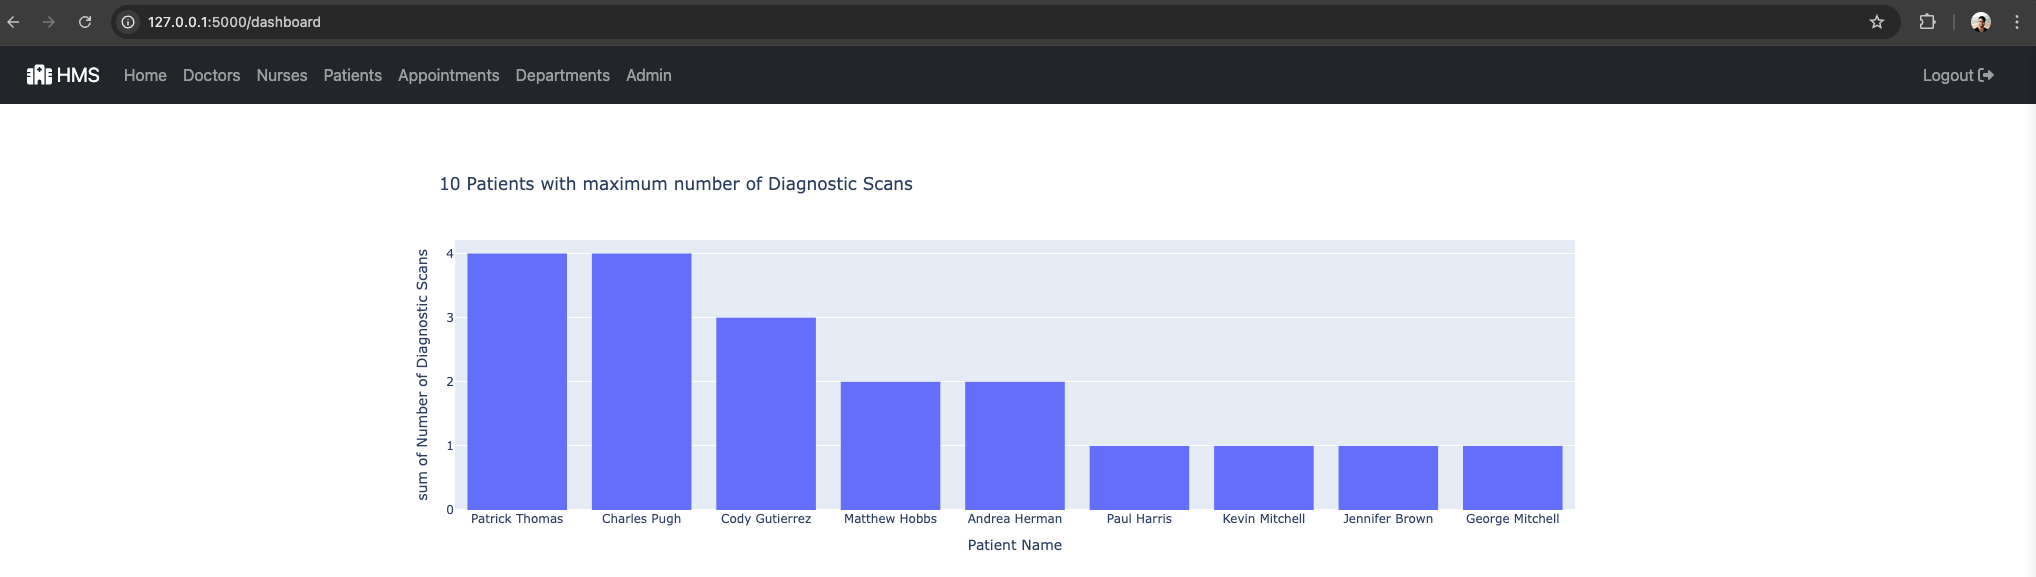 127.0.0.1:5000/dashboard
HMS Home Doctors Nurses Patients Appointments Departments Admin Logout
10 Patients with maximum number of Diagnostic Scans
sum of Number of Diagnostic Scans
4
3
2
1
0
Patrick Thomas Charles Pugh Cody Gutierrez Matthew Hobbs Andrea Herman Paul Harris Kevin Mitchell Jennifer Brown George Mitchell
Patient Name